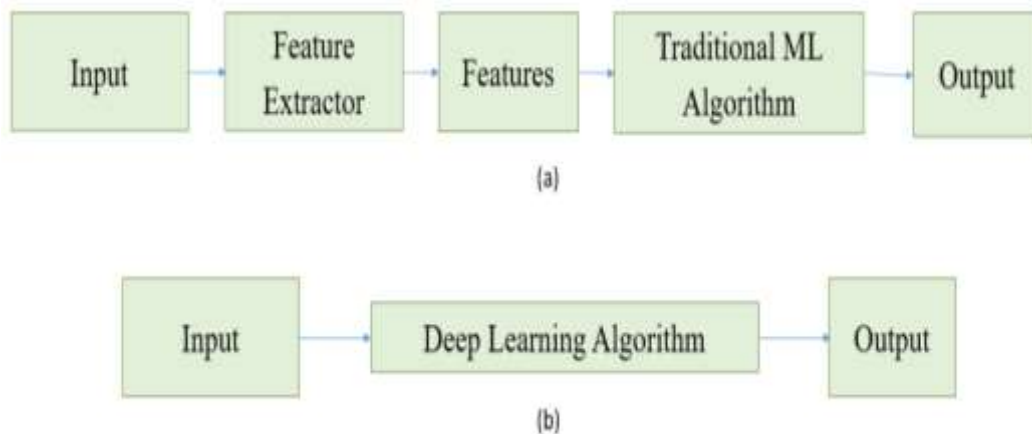 Input
Feature
Extractor
Features
Traditional ML
Algorithm
Output
(a)
Input
Deep Learning Algorithm
Output
(b)